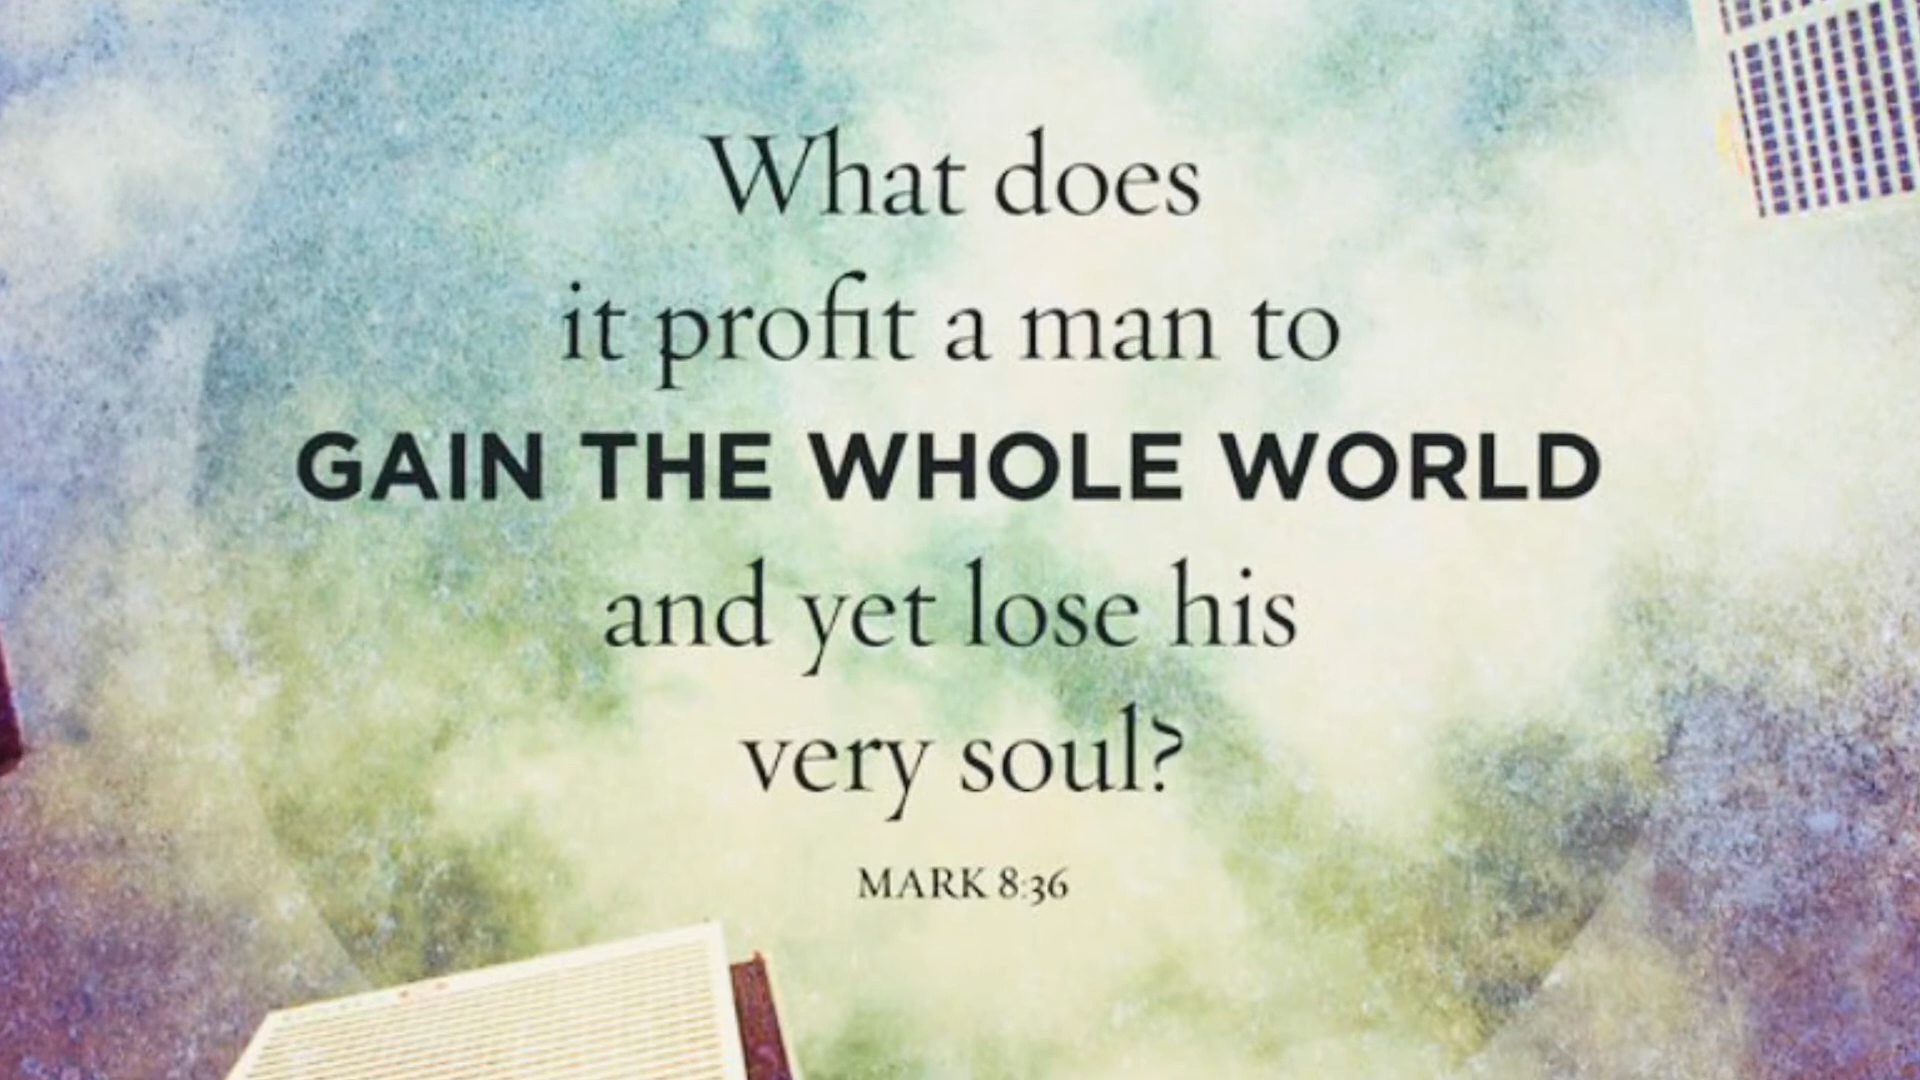 What does
it profit a man to
GAIN THE WHOLE WORLD
and yet lose his
very soul?
MARK 8:36